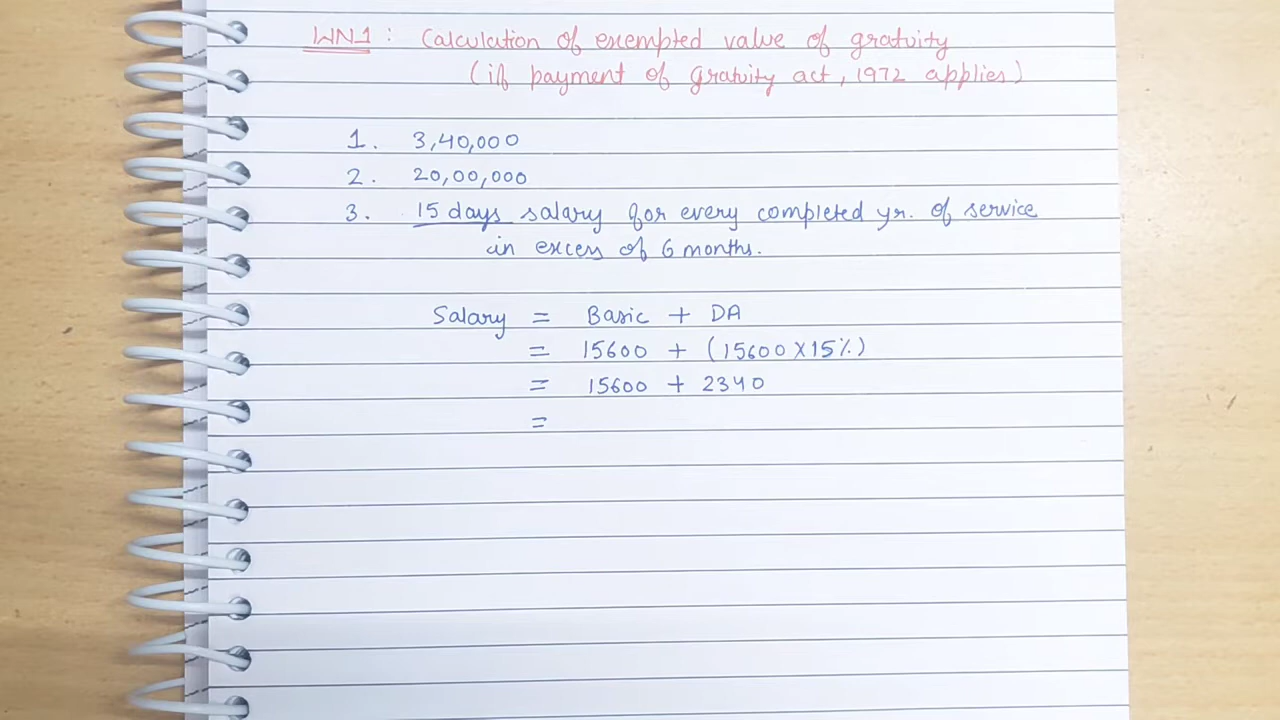 WN1 : Calculation of exempted value of gratuity
(if payment of gratuity act, 1972 applies)
1. 3,40,000
2. 20,00,000
3. 15 days salary for every completed yr. of service
in excess of 6 months.
Salary = Basic + DA
= 15600 + (15600 X 15%)
= 15600 + 2340
=